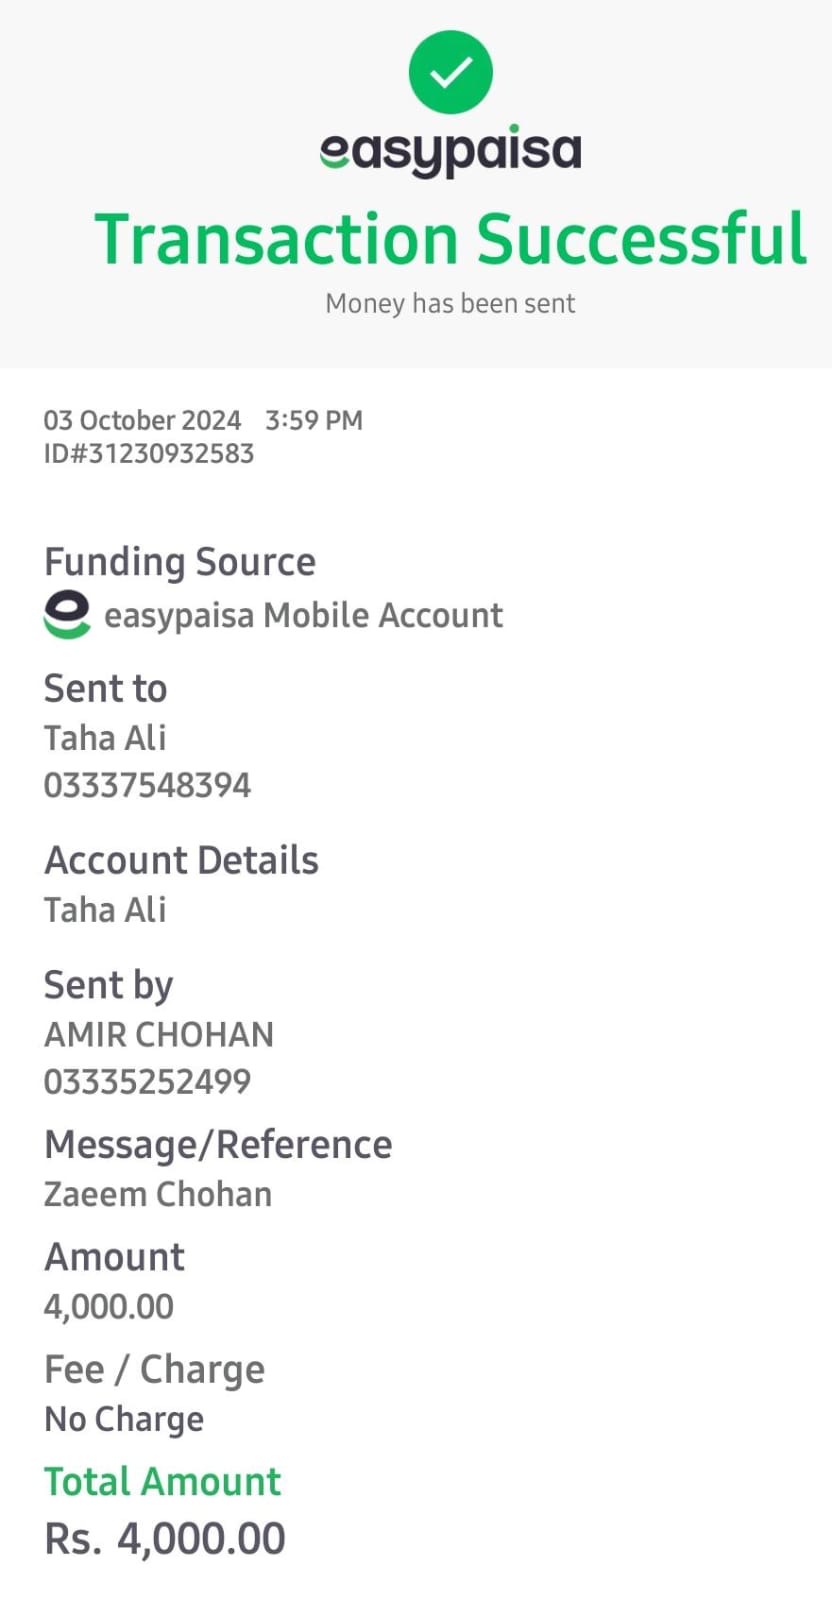 easypaisa
Transaction Successful
Money has been sent
03 October 2024 3:59 PM
ID#31230932583
Funding Source
easypaisa Mobile Account
Sent to
Taha Ali
03337548394
Account Details
Taha Ali
Sent by
AMIR CHOHAN
03335252499
Message/Reference
Zaeem Chohan
Amount
4,000.00
Fee / Charge
No Charge
Total Amount
Rs. 4,000.00